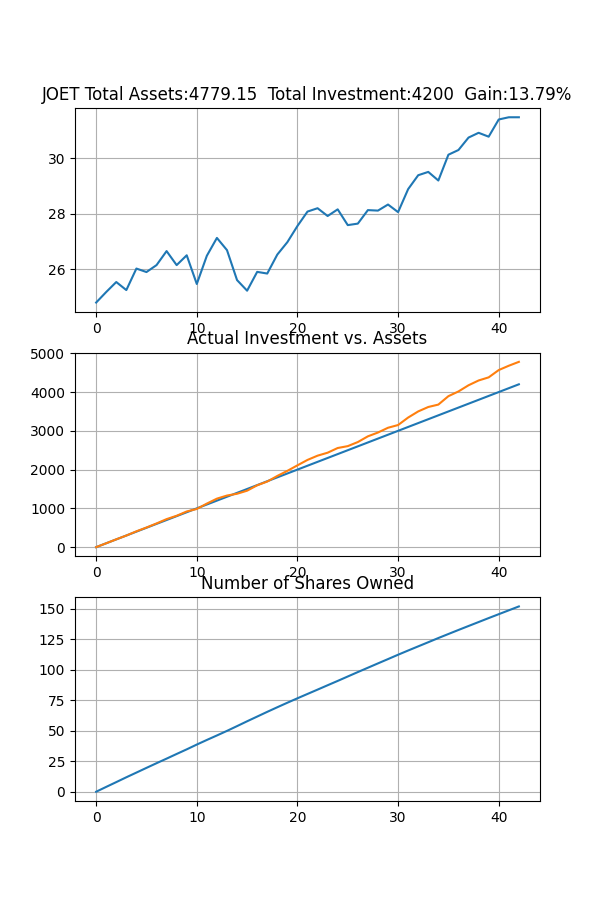 JOET Total Assets:4779.15  Total Investment:4200  Gain:13.79%
30
28
26
0 10 20 30 40
Actual Investment vs. Assets
5000
4000
3000
2000
1000
0
0 10 20 30 40
Number of Shares Owned
150
125
100
75
50
25
0
0 10 20 30 40